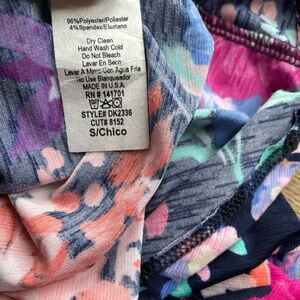 96%Polyester/Poliester
4%Spandex/Elastano
Dry Clean
Hand Wash Cold
Do Not Bleach
Lavar En Seco
Lavar A Mano Con Agua Fria
No Use Blanqueador
MADE IN U.S.A
RN # 141701
STYLE# DK2336
CUT# 8152
S/Chico